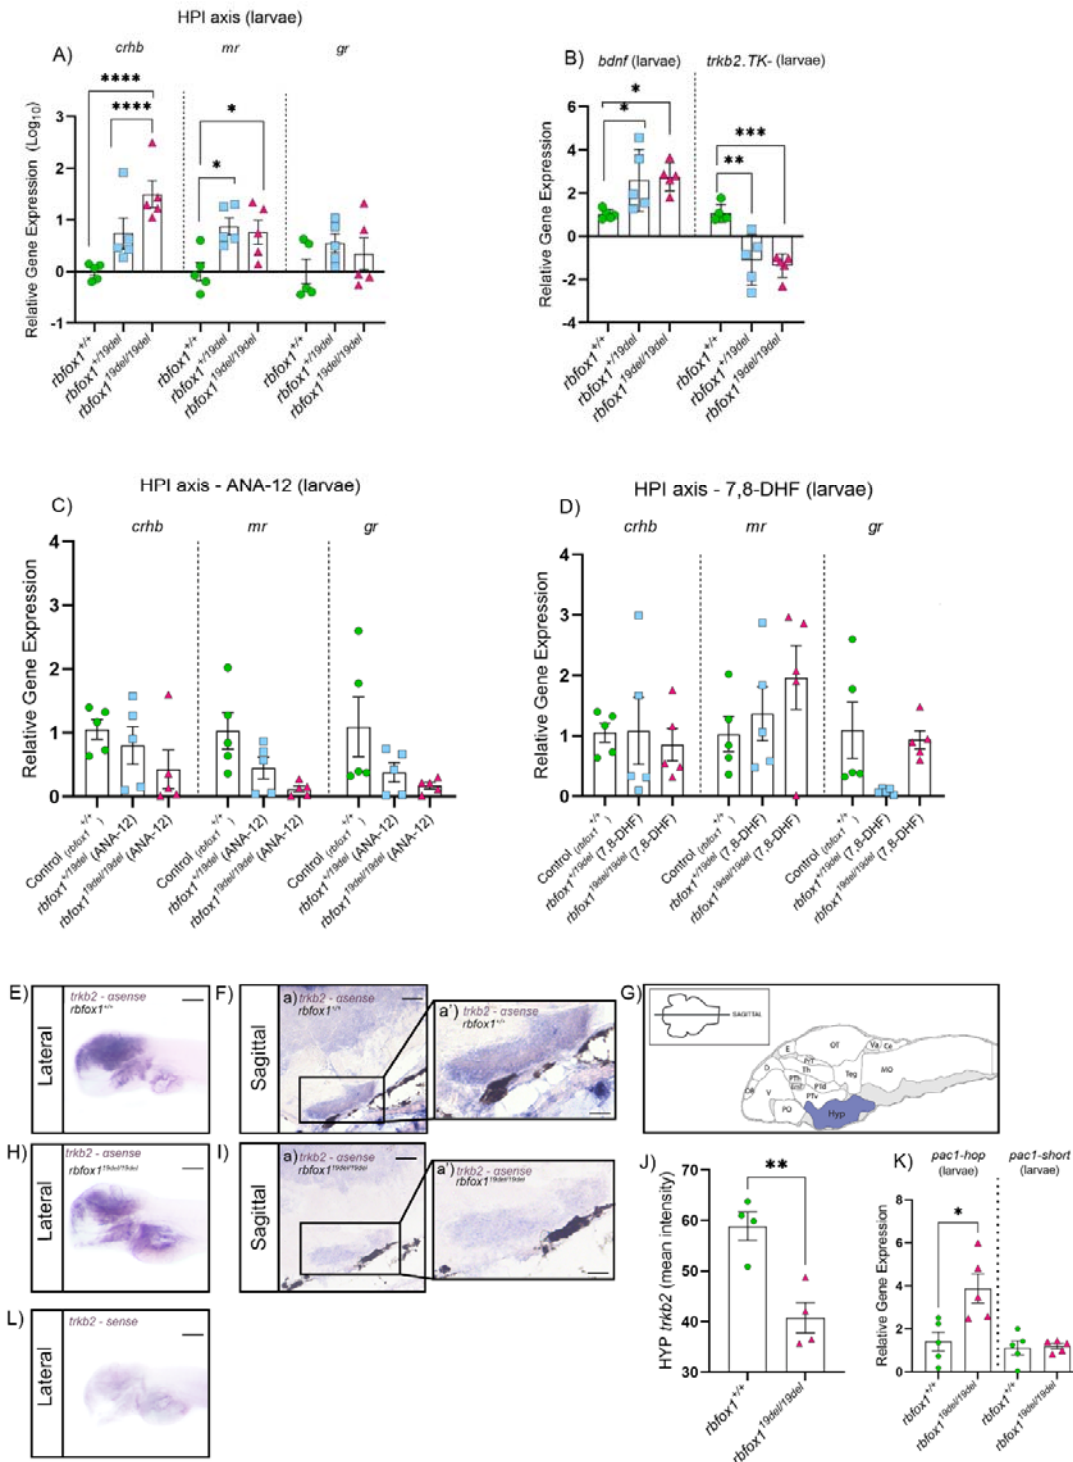 HPI axis (larvae)
A)
crhb mr gr
**** **** * *
Relative Gene Expression (Log10)
3
2
1
0
-1
rbfox1+/+ rbfox1+/19del rbfox119del/19del rbfox1+/+ rbfox1+/19del rbfox119del/19del rbfox1+/+ rbfox1+/19del rbfox119del/19del
B)
bdnf (larvae) trkb2.TK- (larvae)
* * *** **
Relative Gene Expression
6
4
2
0
-2
-4
rbfox1+/+ rbfox1+/19del rbfox119del/19del rbfox1+/+ rbfox1+/19del rbfox119del/19del
HPI axis - ANA-12 (larvae)
C)
crhb mr gr
Relative Gene Expression
4
3
2
1
0
Control (rbfox1+/+) rbfox1+/19del (ANA-12) rbfox119del/19del (ANA-12) Control (rbfox1+/+) rbfox1+/19del (ANA-12) rbfox119del/19del (ANA-12) Control (rbfox1+/+) rbfox1+/19del (ANA-12) rbfox119del/19del (ANA-12)
HPI axis - 7,8-DHF (larvae)
D)
crhb mr gr
Relative Gene Expression
4
3
2
1
0
Control (rbfox1+/+) rbfox1+/19del (7,8-DHF) rbfox119del/19del (7,8-DHF) Control (rbfox1+/+) rbfox1+/19del (7,8-DHF) rbfox119del/19del (7,8-DHF) Control (rbfox1+/+) rbfox1+/19del (7,8-DHF) rbfox119del/19del (7,8-DHF)
E)
Lateral
trkb2 - asense
rbfox1+/+
F)
Sagittal
a) trkb2 - asense
rbfox1+/+
a') trkb2 - asense
rbfox1+/+
G)
SAGITTAL
E OT Va Ce
PrT
Th
D PTh Teg MO
OB PTd
V PTv
PO Hyp
H)
Lateral
trkb2 - asense
rbfox119del/19del
I)
Sagittal
a) trkb2 - asense
rbfox119del/19del
a') trkb2 - asense
rbfox119del/19del
J)
**
HYP trkb2 (mean intensity)
70
60
50
40
30
rbfox1+/+ rbfox119del/19del
K)
pac1-hop pac1-short
(larvae) (larvae)
*
Relative Gene Expression
8
6
4
2
0
rbfox1+/+ rbfox119del/19del rbfox1+/+ rbfox119del/19del
L)
Lateral
trkb2 - sense